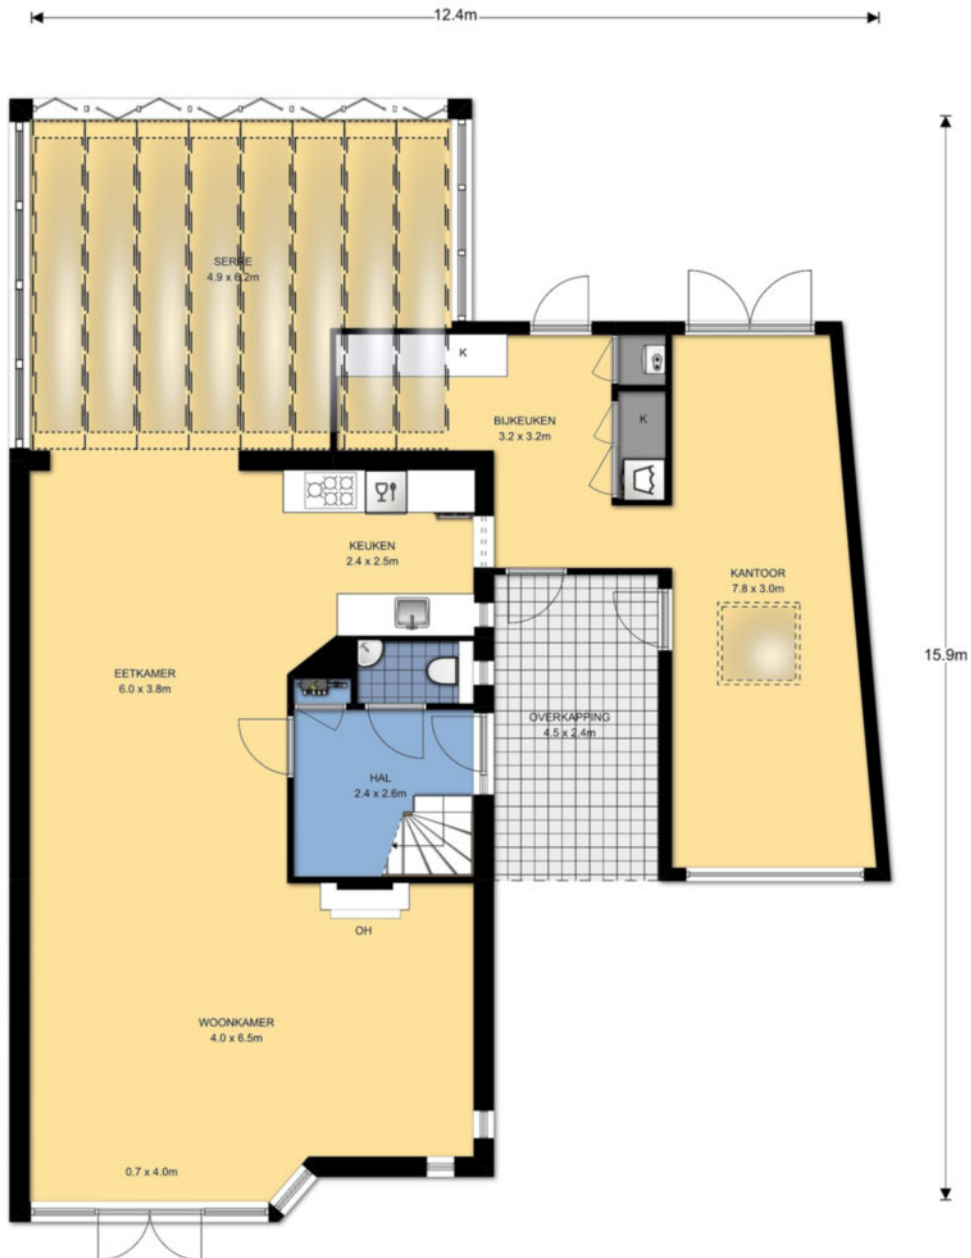 12.4m
SERRE
4.9 x 6.2m
K
BIJKEUKEN
3.2 x 3.2m
K
KEUKEN
2.4 x 2.5m
KANTOOR
7.8 x 3.0m
15.9m
EETKAMER
6.0 x 3.8m
OVERKAPPING
4.5 x 2.4m
HAL
2.4 x 2.6m
OH
WOONKAMER
4.0 x 6.5m
0.7 x 4.0m